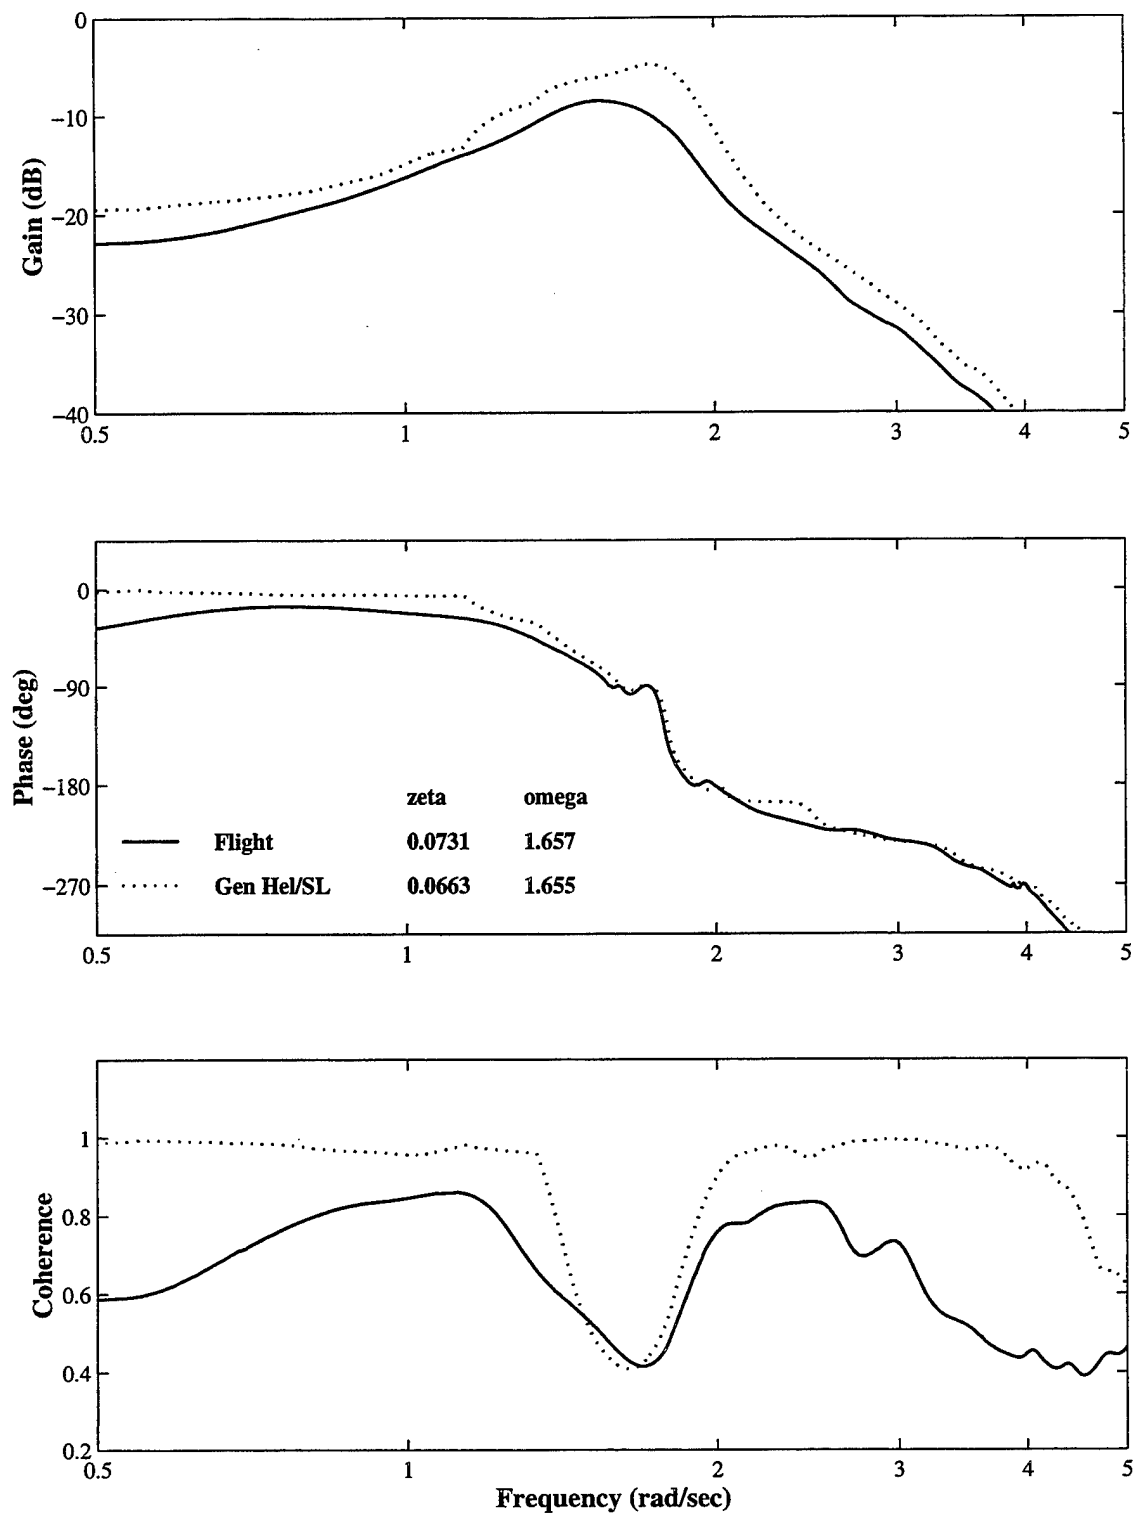 0
−10
−20
−30
−40
Gain (dB)
0.5 1 2 3 4 5
0
−90
−180
−270
Phase (deg)
zeta omega
Flight 0.0731 1.657
Gen Hel/SL 0.0663 1.655
0.5 1 2 3 4 5
1
0.8
0.6
0.4
0.2
Coherence
0.5 1 2 3 4 5
Frequency (rad/sec)